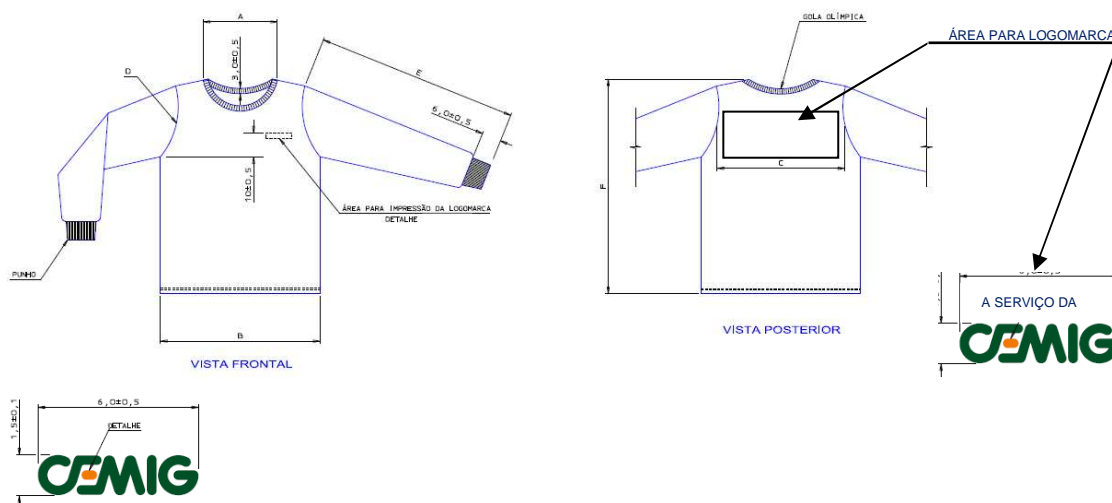 A
GOLA OLÍMPICA
ÁREA PARA LOGOMARCA
3,0±0,5
E
D
6,0±0,5
10±0,5
C
F
ÁREA PARA IMPRESSÃO DA LOGOMARCA
DETALHE
PUNHO
A SERVIÇO DA
CEMIG
B
VISTA FRONTAL
VISTA POSTERIOR
6,0±0,5
1,5±0,1
DETALHE
CEMIG